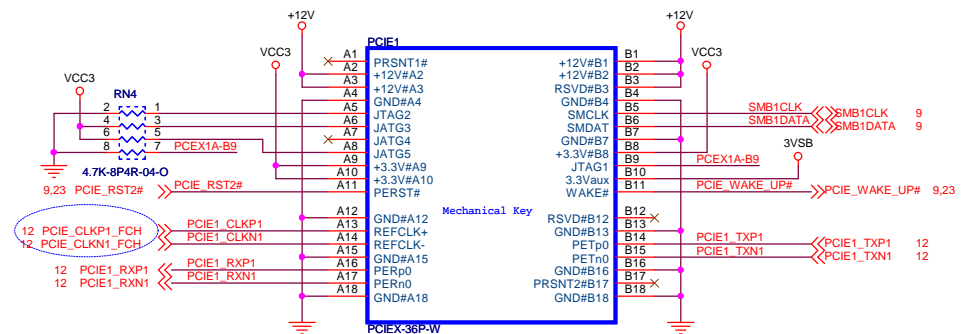 +12V
+12V
PCIE1
VCC3
VCC3
VCC3
RN4
2 1
4 3
6 5
8 7
PCEX1A-B9
4.7K-8P4R-04-O
A1 PRSNT1#
A2 +12V#A2
A3 +12V#A3
A4 GND#A4
A5 JTAG2
A6 JATG3
A7 JATG4
A8 JATG5
A9 +3.3V#A9
A10 +3.3V#A10
A11 PERST#
9,23 PCIE_RST2# PCIE_RST2#
Mechanical Key
A12 GND#A12
A13 REFCLK+
A14 REFCLK-
A15 GND#A15
A16 PERp0
A17 PERn0
A18 GND#A18
12 PCIE_CLKP1_FCH PCIE1_CLKP1
12 PCIE_CLKN1_FCH PCIE1_CLKN1
12 PCIE1_RXP1 PCIE1_RXP1
12 PCIE1_RXN1 PCIE1_RXN1
+12V#B1 B1
+12V#B2 B2
RSVD#B3 B3
GND#B4 B4
SMCLK B5 SMB1CLK SMB1CLK 9
SMDAT B6 SMB1DATA SMB1DATA 9
GND#B7 B7
+3.3V#B8 B8
JTAG1 B9 PCEX1A-B9
3VSB
3.3Vaux B10
WAKE# B11 PCIE_WAKE_UP# PCIE_WAKE_UP# 9,23
RSVD#B12 B12
GND#B13 B13
PETp0 B14 PCIE1_TXP1 PCIE1_TXP1 12
PETn0 B15 PCIE1_TXN1 PCIE1_TXN1 12
GND#B16 B16
PRSNT2#B17 B17
GND#B18 B18
PCIEX-36P-W